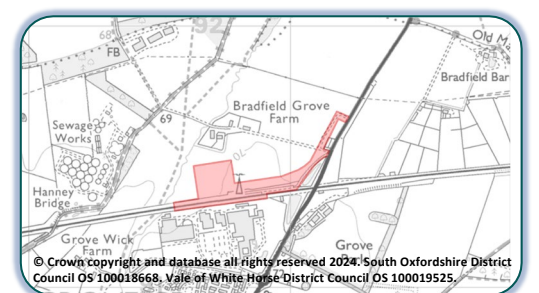 92
68
Old Ma
FB
Bradfield Bar
Bradfield Grove
Farm
69
Sewage
Works
70
Hanney
Bridge
Grove Wick
Farm
Grove
© Crown copyright and database all rights reserved 2024. South Oxfordshire District
Council OS 100018668. Vale of White Horse District Council OS 100019525.